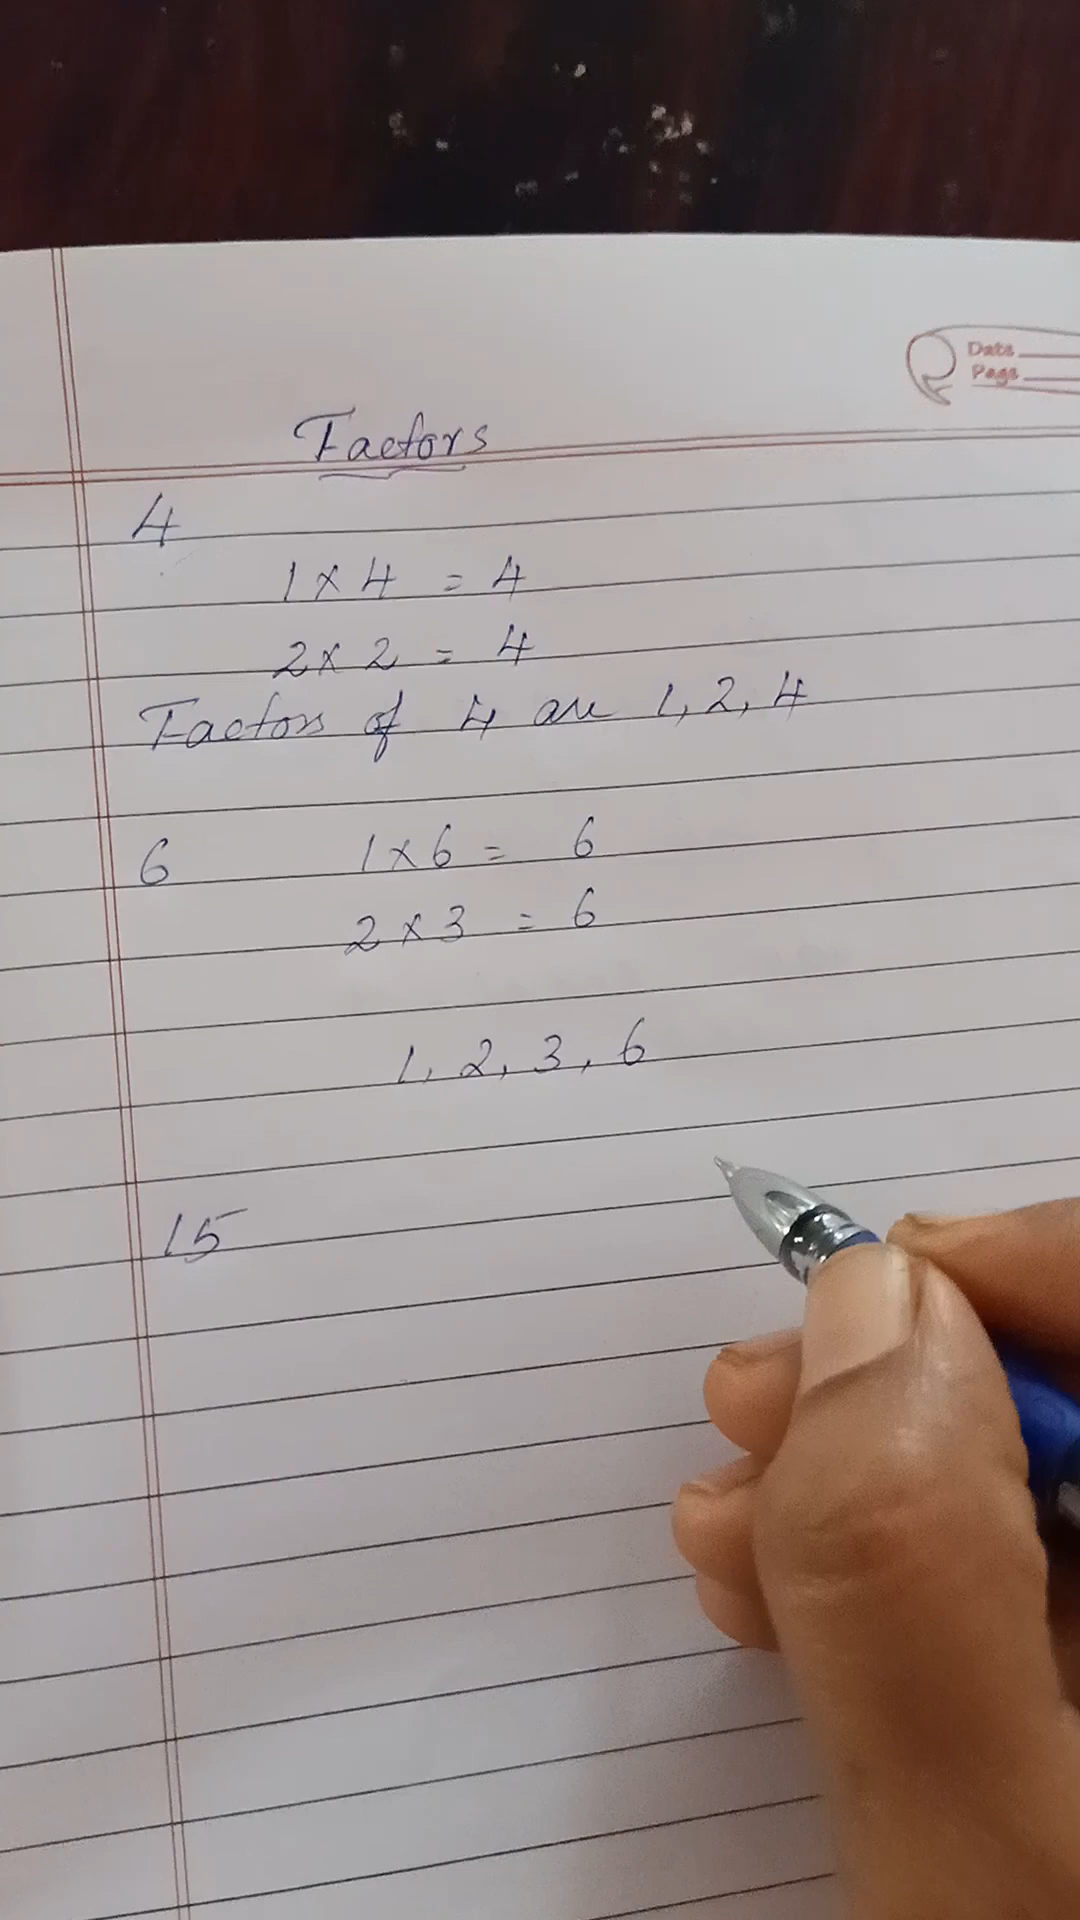 Date
Page
Factors
4
1 × 4 = 4
2 × 2 = 4
Factors of 4 are 1, 2, 4
6 1 × 6 = 6
2 × 3 = 6
1, 2, 3, 6
15